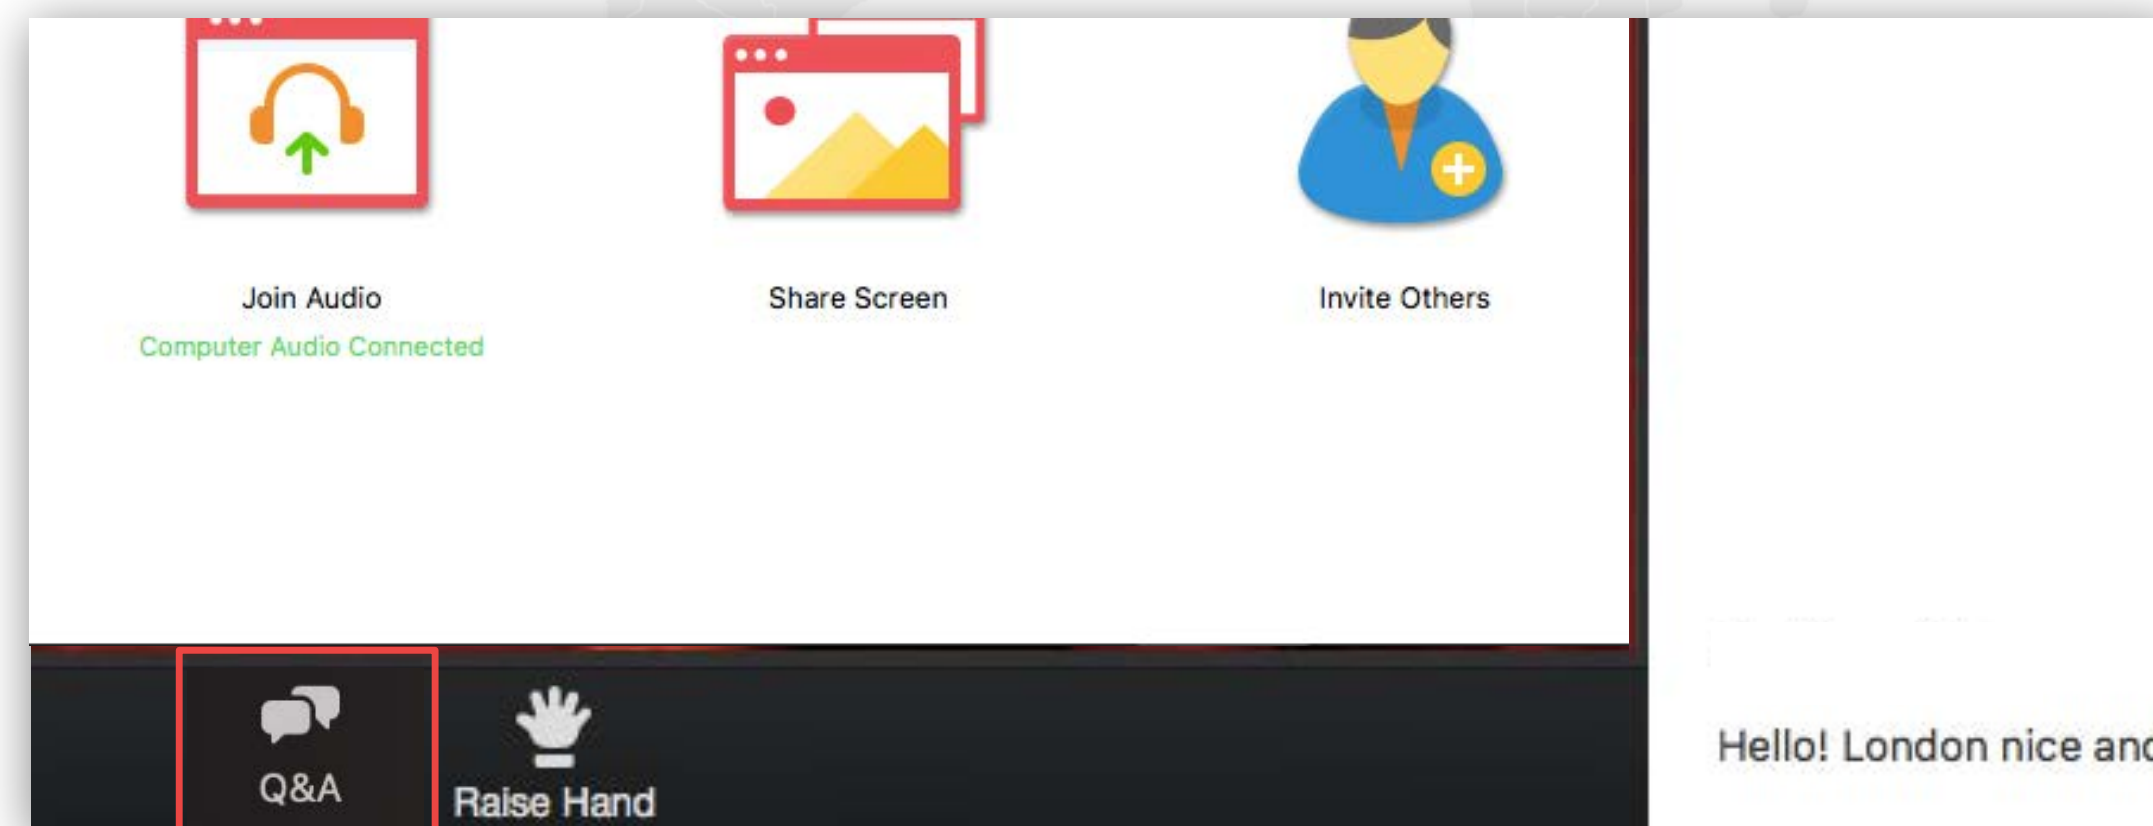 Join Audio
Share Screen
Invite Others
Computer Audio Connected
Q&A
Raise Hand
Hello! London nice and